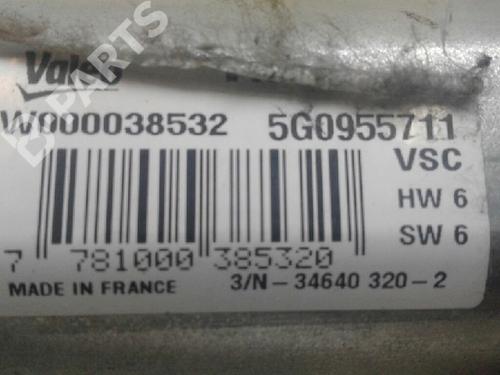 Valeo
W000038532 5G0955711
VSC
HW 6
SW 6
7 781000 385320
MADE IN FRANCE 3/N-34640 320-2
B PARTS